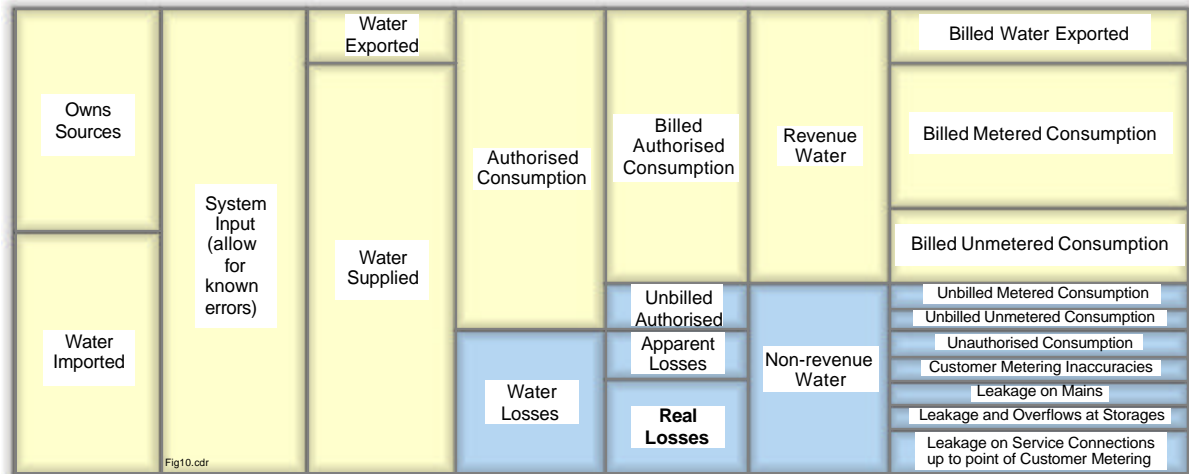 Owns
Sources
Water
Imported
System
Input
(allow
for
known
errors)
Fig10.cdr
Water
Exported
Water
Supplied
Authorised
Consumption
Water
Losses
Billed
Authorised
Consumption
Unbilled
Authorised
Apparent
Losses
Real
Losses
Revenue
Water
Non-revenue
Water
Billed Water Exported
Billed Metered Consumption
Billed Unmetered Consumption
Unbilled Metered Consumption
Unbilled Unmetered Consumption
Unauthorised Consumption
Customer Metering Inaccuracies
Leakage on Mains
Leakage and Overflows at Storages
Leakage on Service Connections
up to point of Customer Metering